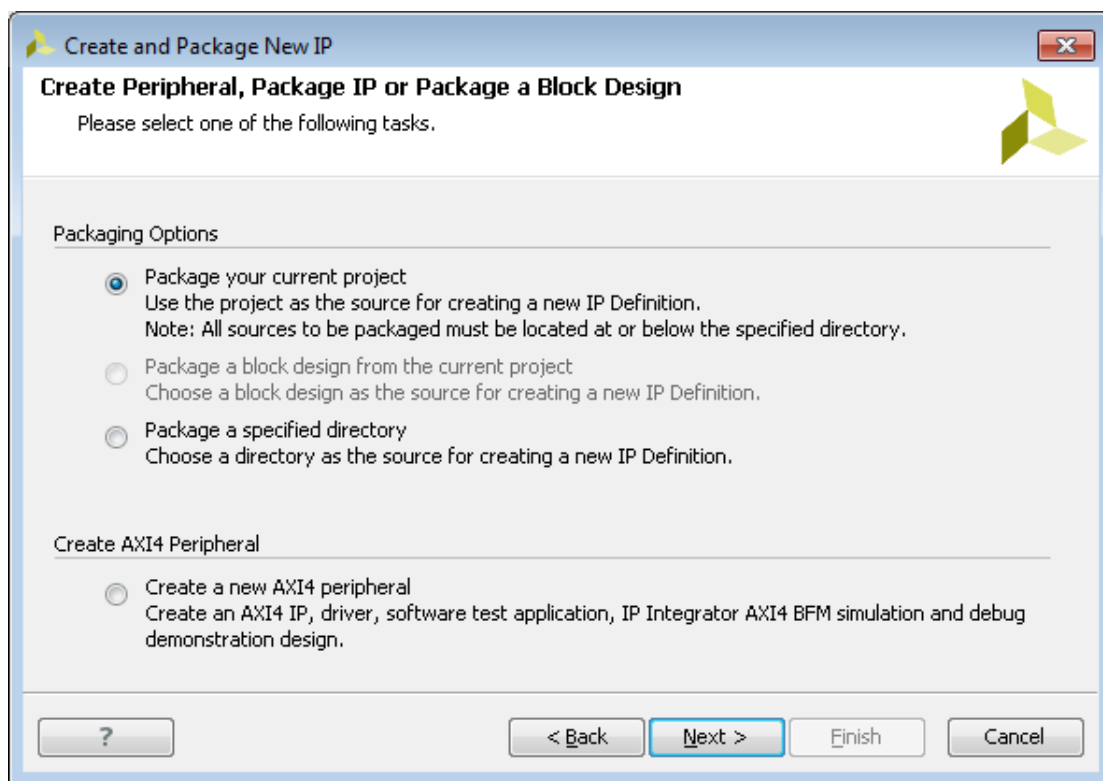 Create and Package New IP
Create Peripheral, Package IP or Package a Block Design
Please select one of the following tasks.
Packaging Options
Package your current project
Use the project as the source for creating a new IP Definition.
Note: All sources to be packaged must be located at or below the specified directory.
Package a block design from the current project
Choose a block design as the source for creating a new IP Definition.
Package a specified directory
Choose a directory as the source for creating a new IP Definition.
Create AXI4 Peripheral
Create a new AXI4 peripheral
Create an AXI4 IP, driver, software test application, IP Integrator AXI4 BFM simulation and debug
demonstration design.
? < Back Next > Finish Cancel